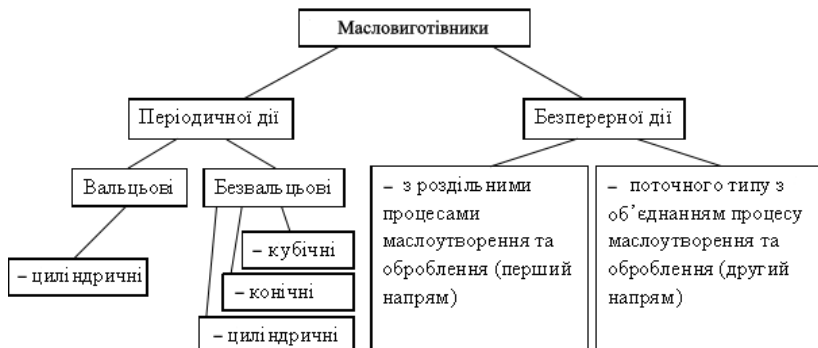 Масловиготівники
Періодичної дії
Безперерної дії
Вальцьові
Безвальцьові
– циліндричні
– кубічні
– конічні
– циліндричні
– з роздільними
процесами
маслоутворення та
оброблення (перший
напрям)
– поточного типу з
об’єднанням процесу
маслоутворення та
оброблення (другий
напрям)